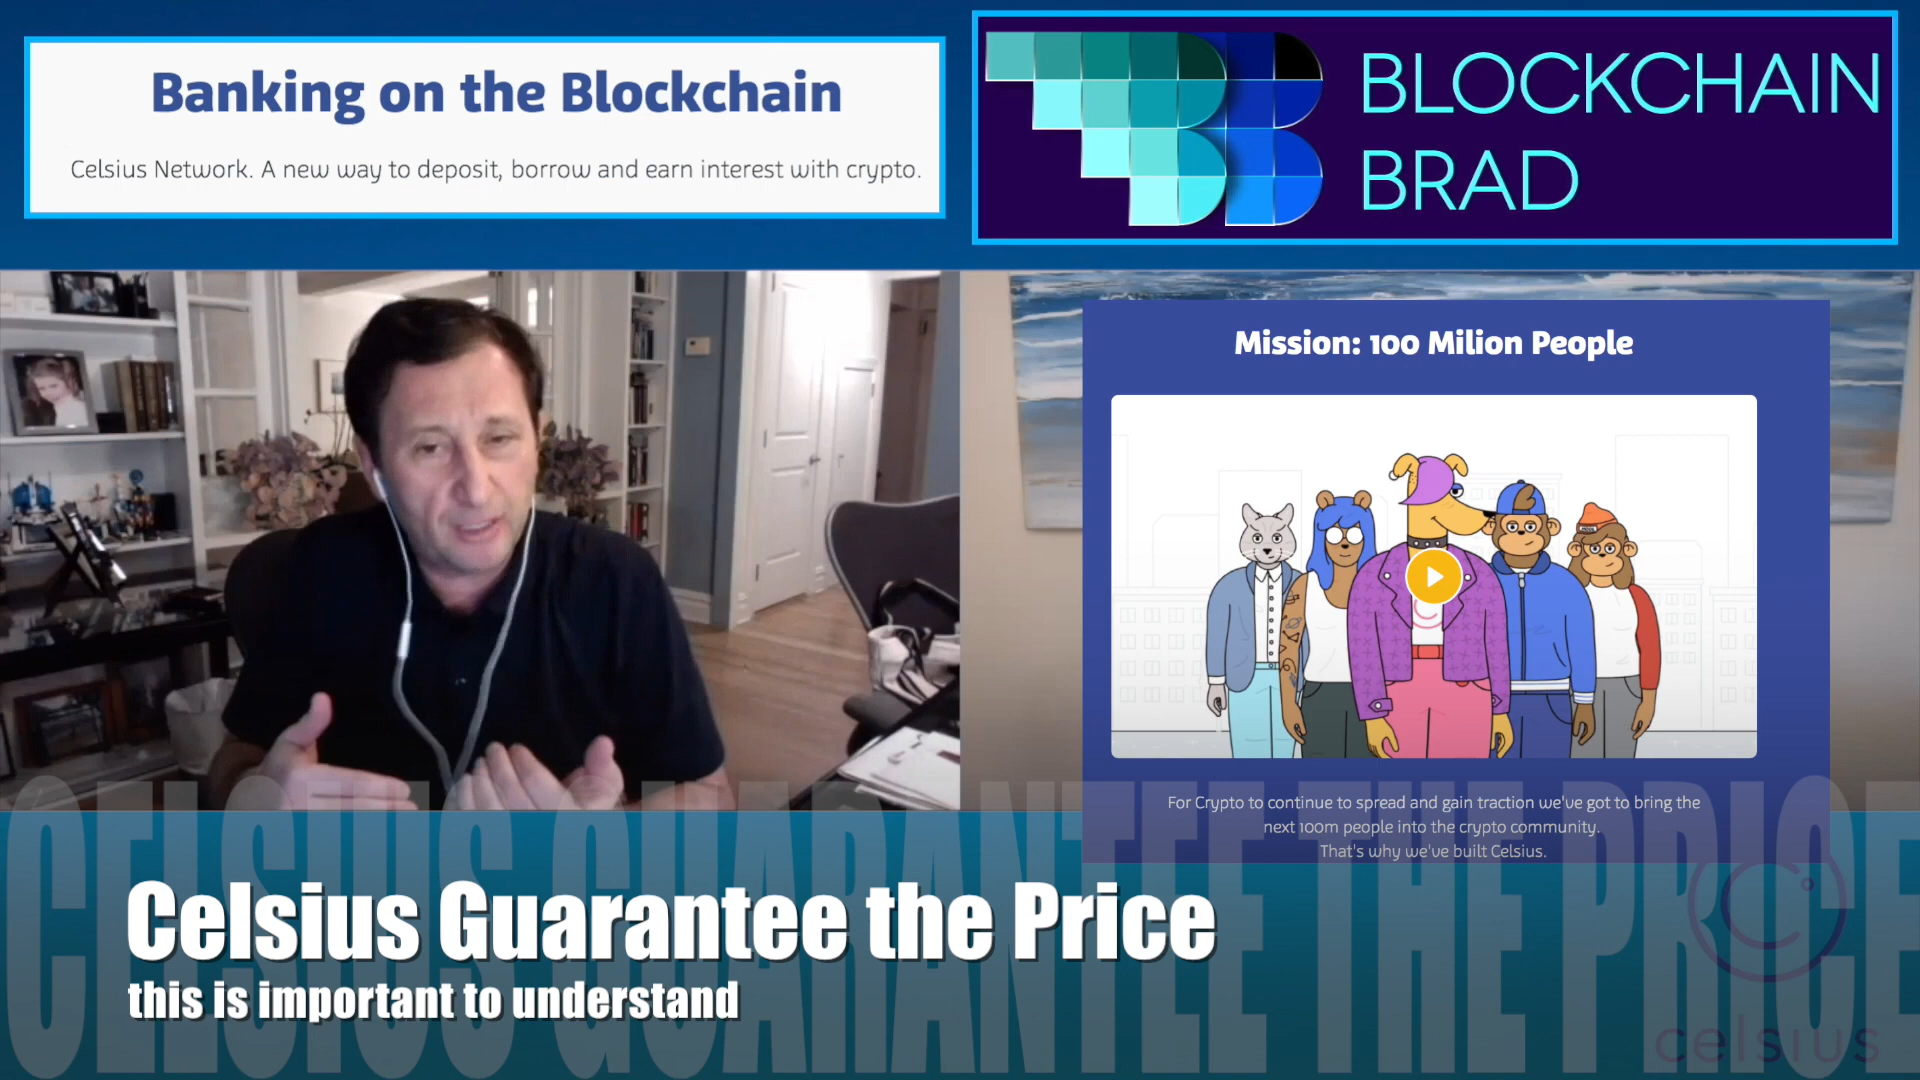 Banking on the Blockchain
Celsius Network. A new way to deposit, borrow and earn interest with crypto.
BLOCKCHAIN
BRAD
Mission: 100 Milion People
For Crypto to continue to spread and gain traction we've got to bring the
next 100m people into the crypto community.
That's why we've built Celsius.
CELSIUS GUARANTEE THE PRICE
Celsius Guarantee the Price
this is important to understand
celsius